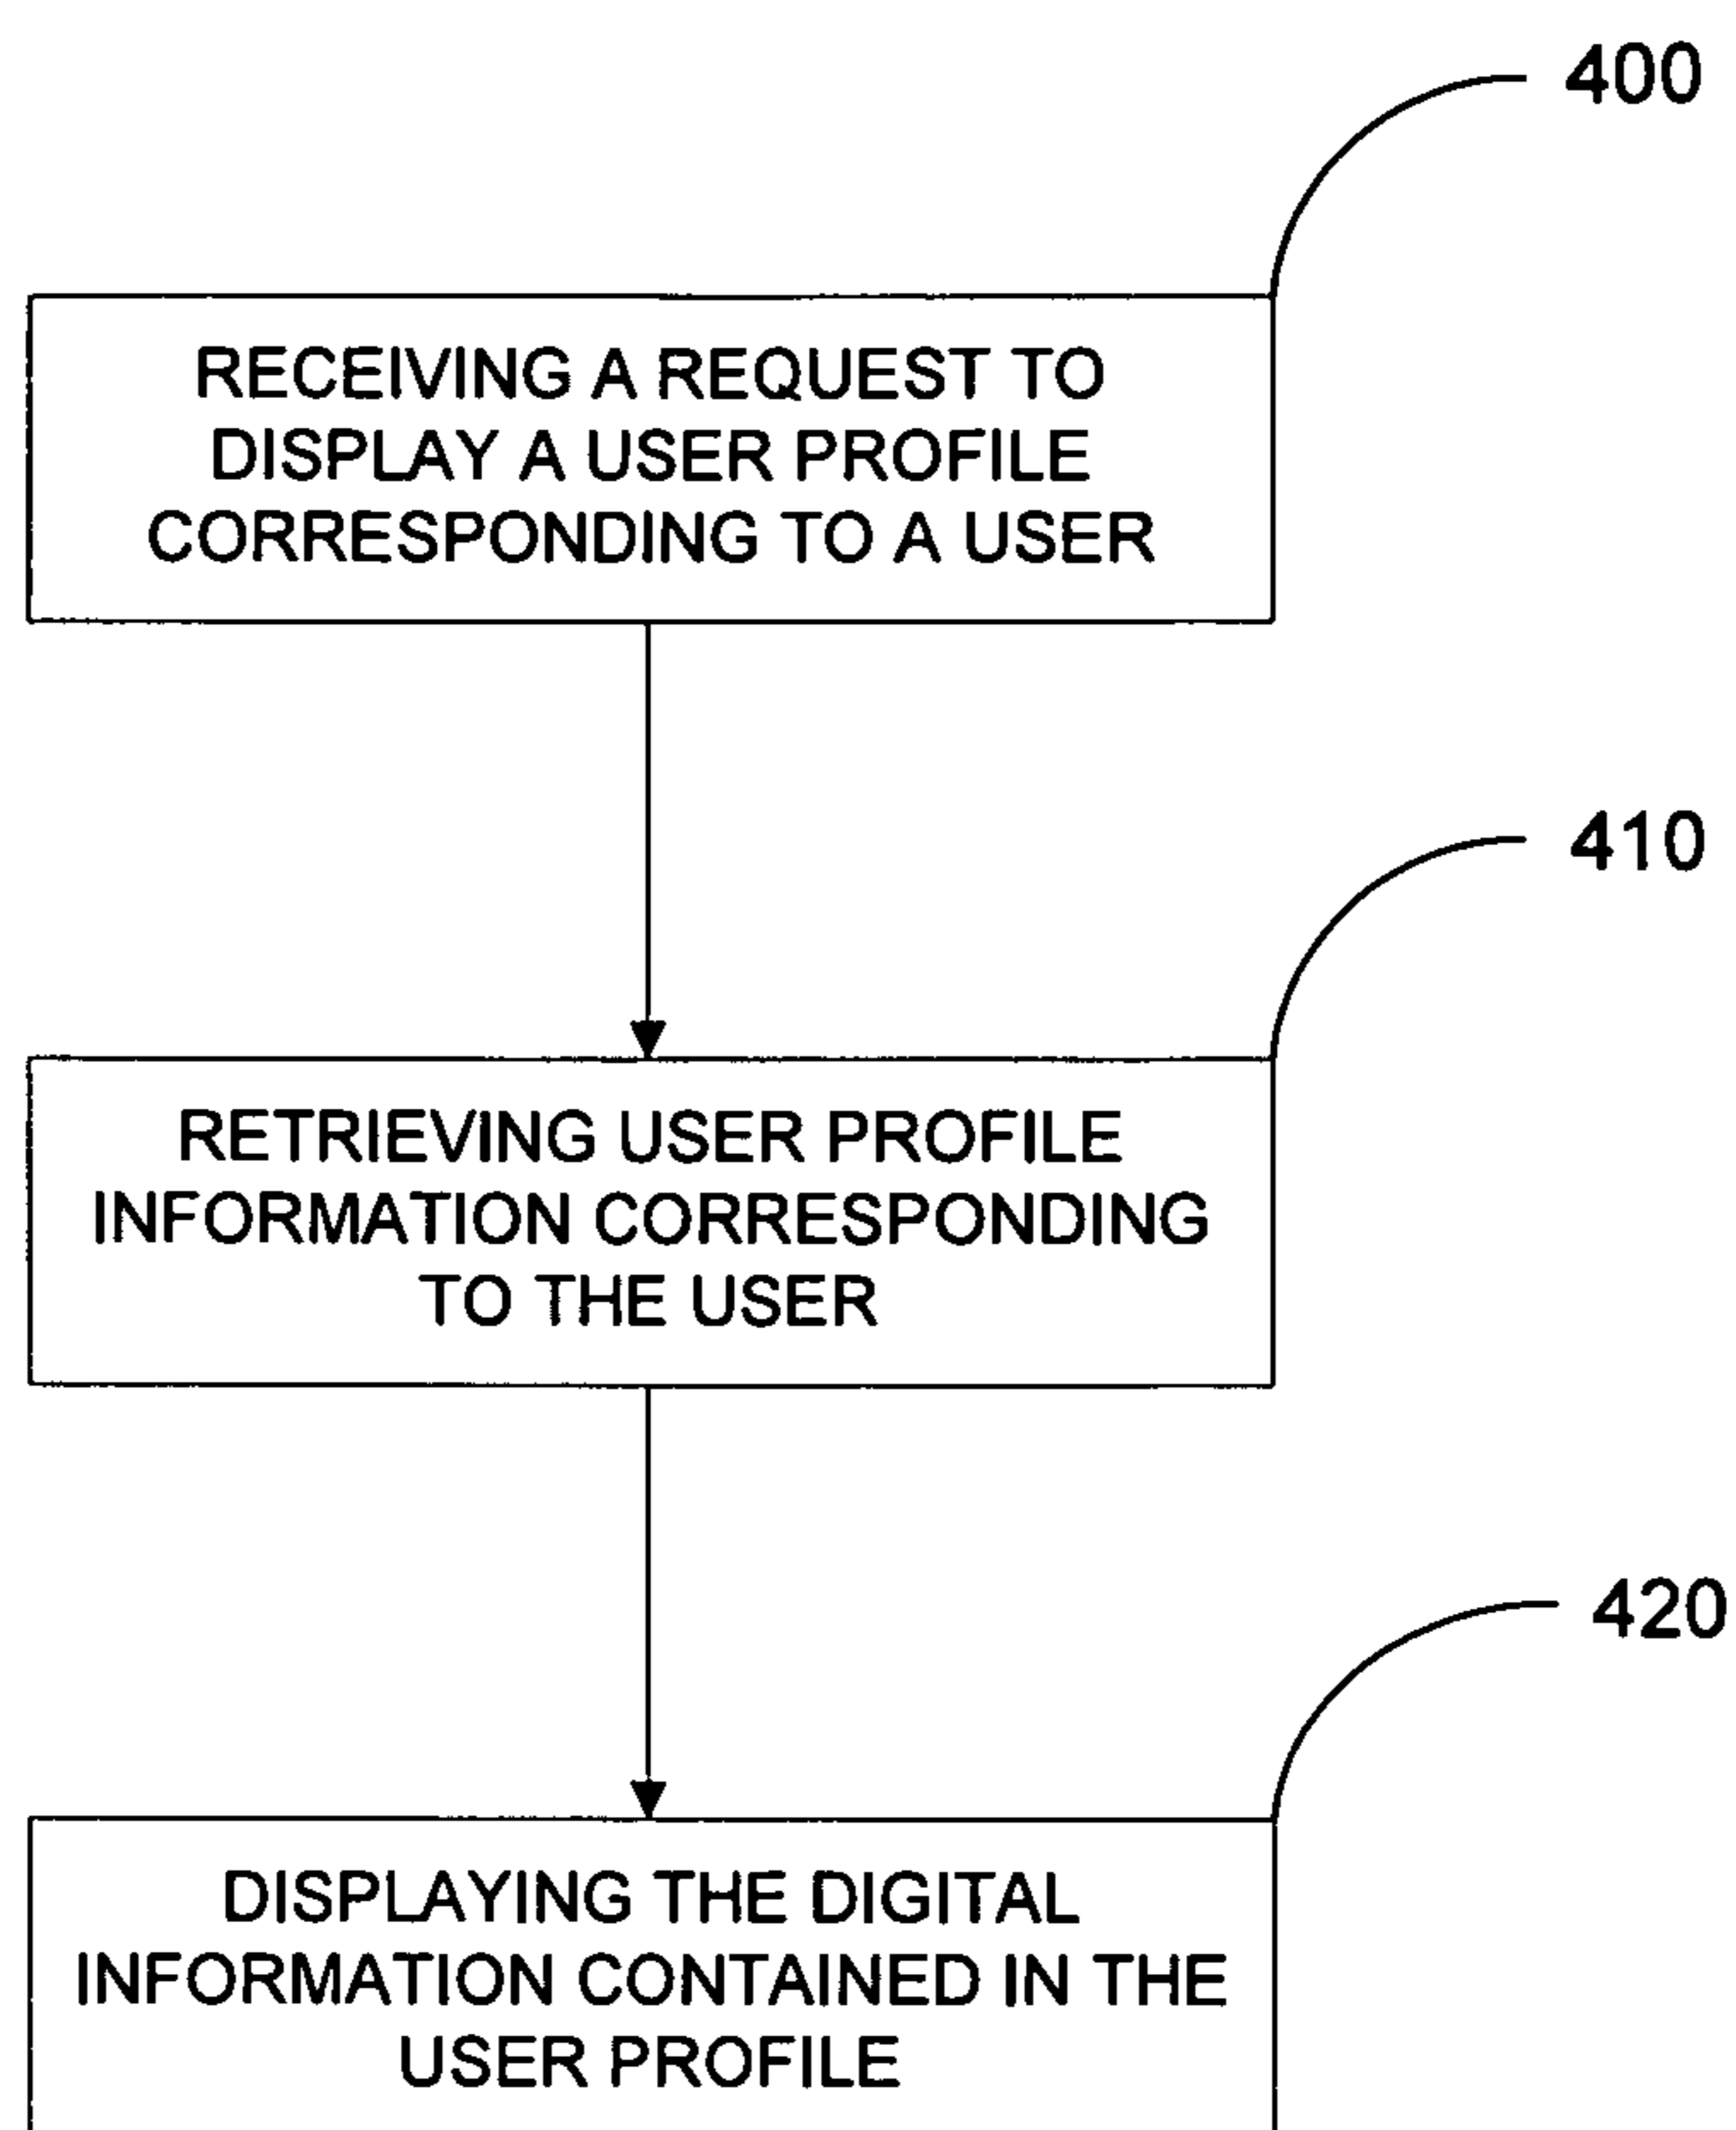 400
RECEIVING A REQUEST TO
DISPLAY A USER PROFILE
CORRESPONDING TO A USER
410
RETRIEVING USER PROFILE
INFORMATION CORRESPONDING
TO THE USER
420
DISPLAYING THE DIGITAL
INFORMATION CONTAINED IN THE
USER PROFILE